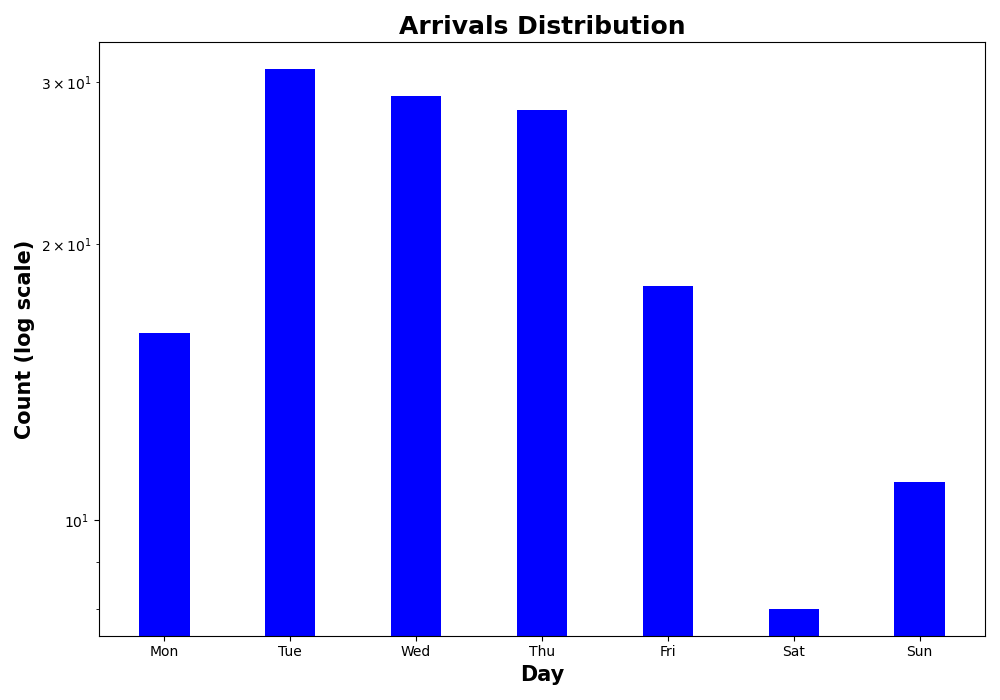 Arrivals Distribution
3 × 10¹
2 × 10¹
10¹
Count (log scale)
Mon Tue Wed Thu Fri Sat Sun
Day